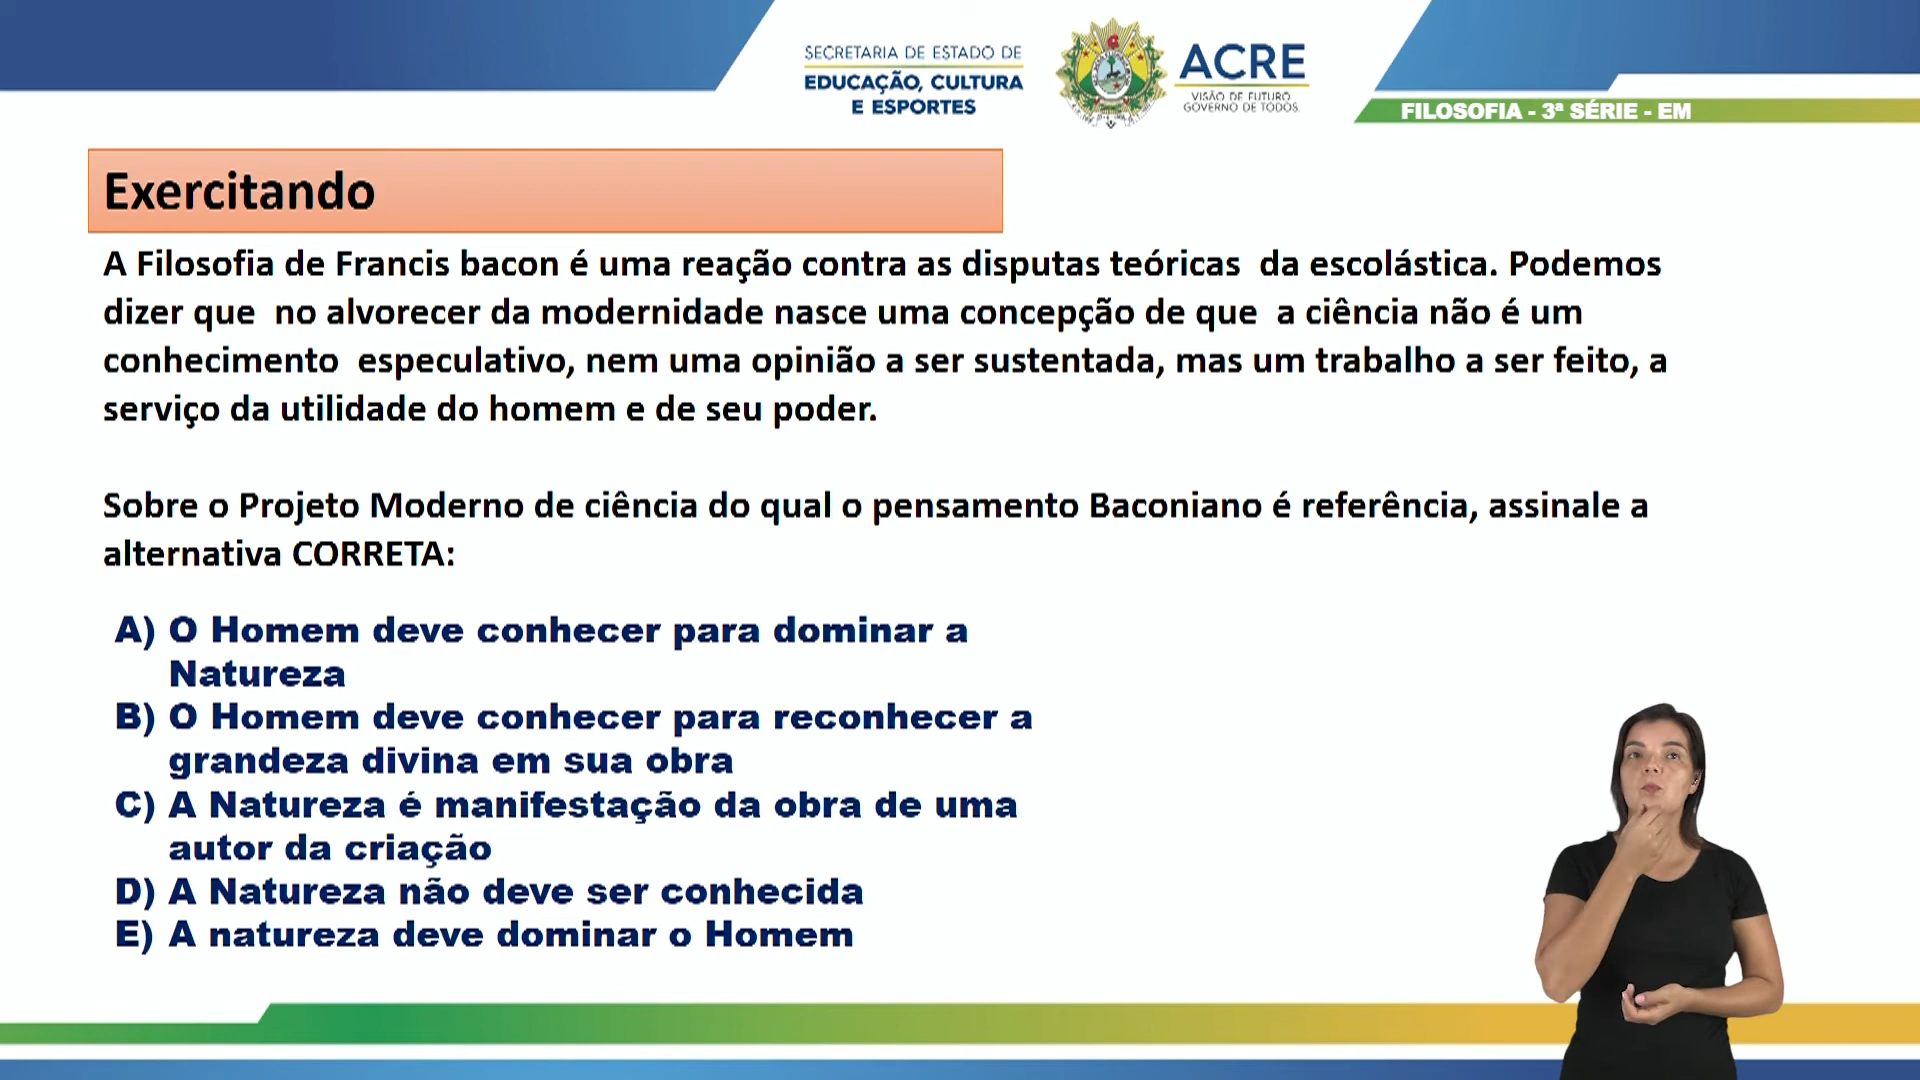 SECRETARIA DE ESTADO DE
EDUCAÇÃO, CULTURA
E ESPORTES
ACRE
VISÃO DE FUTURO
GOVERNO DE TODOS.
FILOSOFIA - 3ª SÉRIE - EM
Exercitando
A Filosofia de Francis bacon é uma reação contra as disputas teóricas da escolástica. Podemos
dizer que no alvorecer da modernidade nasce uma concepção de que a ciência não é um
conhecimento especulativo, nem uma opinião a ser sustentada, mas um trabalho a ser feito, a
serviço da utilidade do homem e de seu poder.
Sobre o Projeto Moderno de ciência do qual o pensamento Baconiano é referência, assinale a
alternativa CORRETA:
A) O Homem deve conhecer para dominar a
Natureza
B) O Homem deve conhecer para reconhecer a
grandeza divina em sua obra
C) A Natureza é manifestação da obra de uma
autor da criação
D) A Natureza não deve ser conhecida
E) A natureza deve dominar o Homem